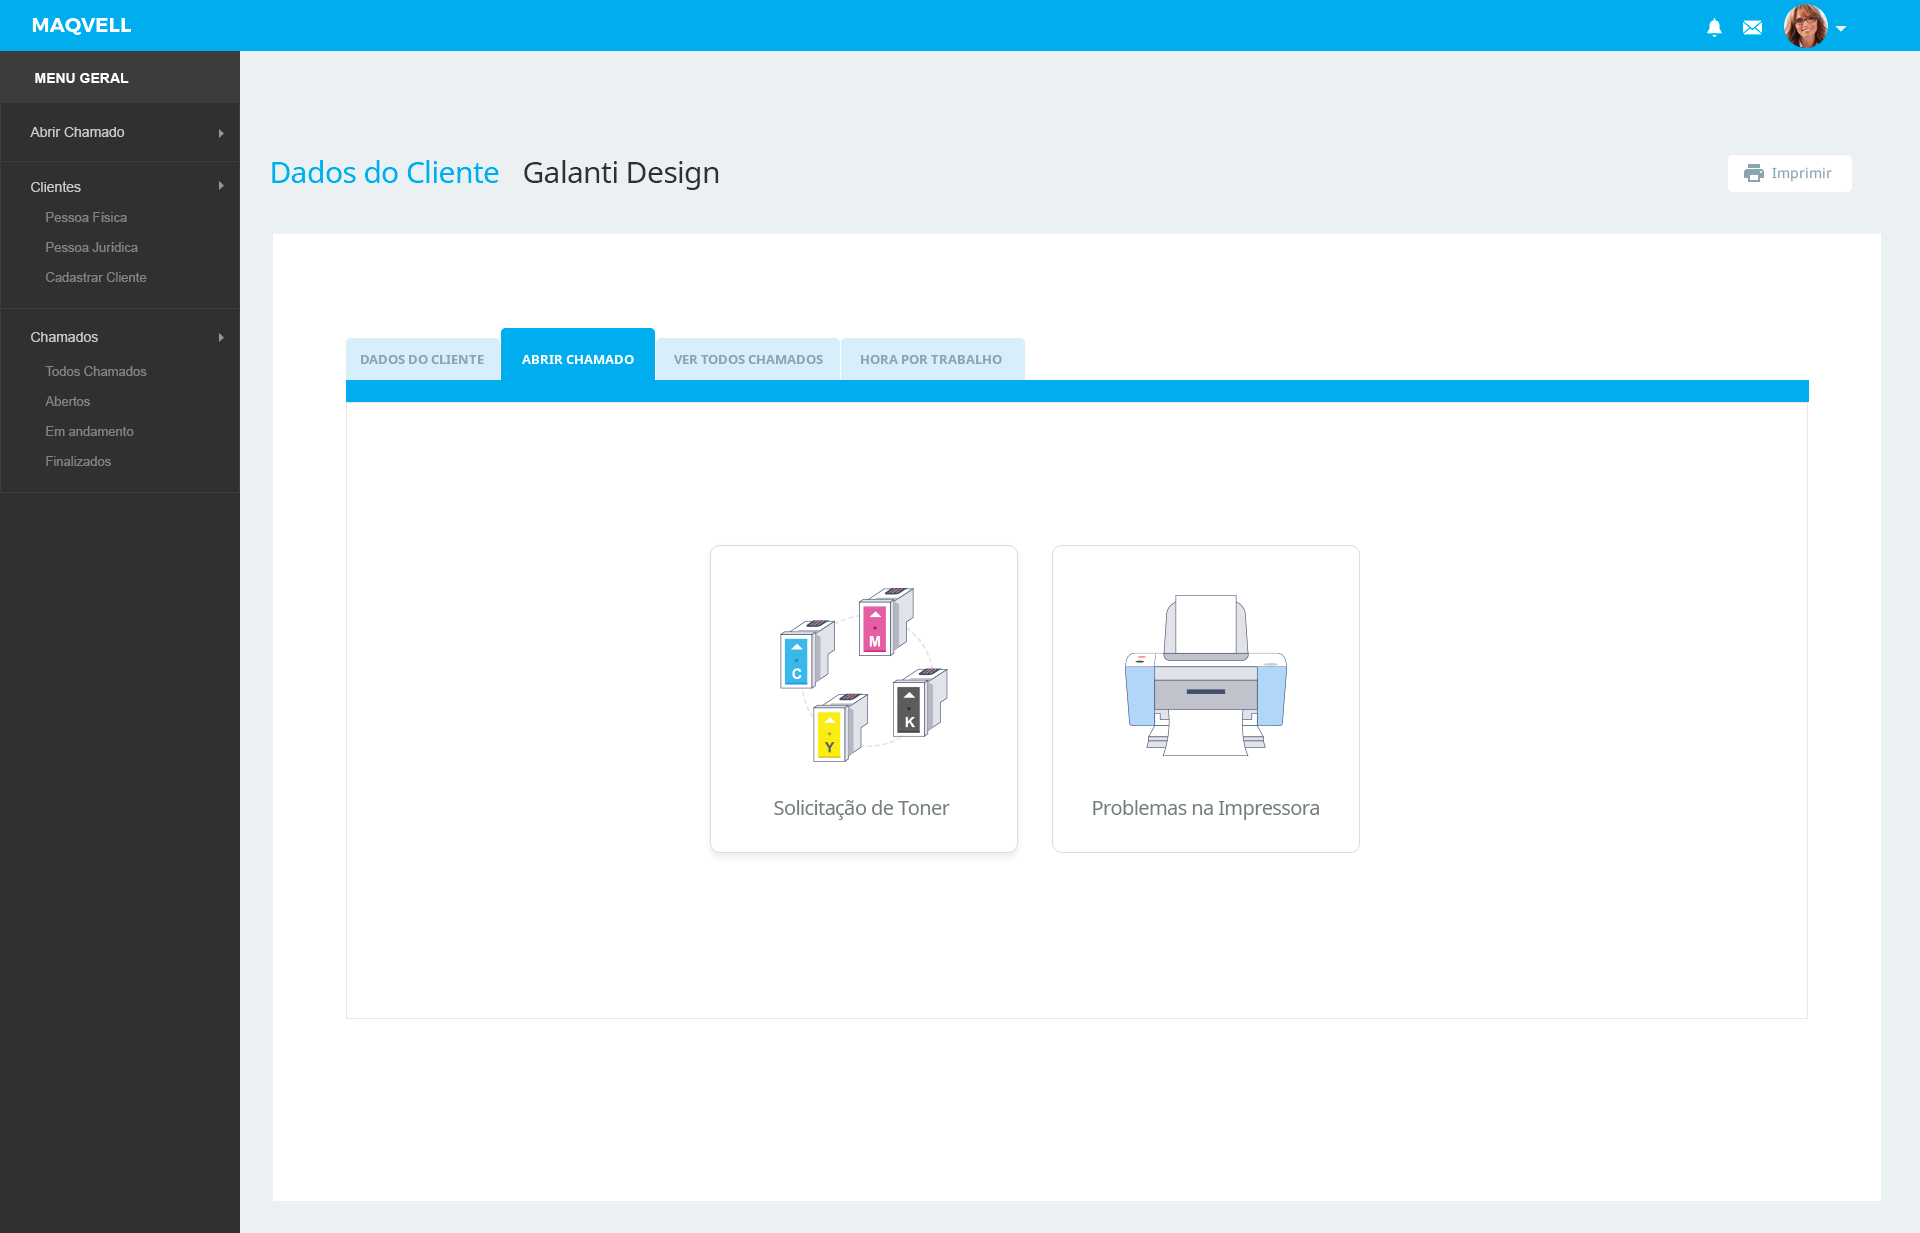 MAQVELL
MENU GERAL
Abrir Chamado
Clientes
Pessoa Física
Pessoa Jurídica
Cadastrar Cliente
Chamados
Todos Chamados
Abertos
Em andamento
Finalizados
Dados do Cliente Galanti Design
Imprimir
DADOS DO CLIENTE ABRIR CHAMADO VER TODOS CHAMADOS HORA POR TRABALHO
M
C
K
Y
Solicitação de Toner
Problemas na Impressora